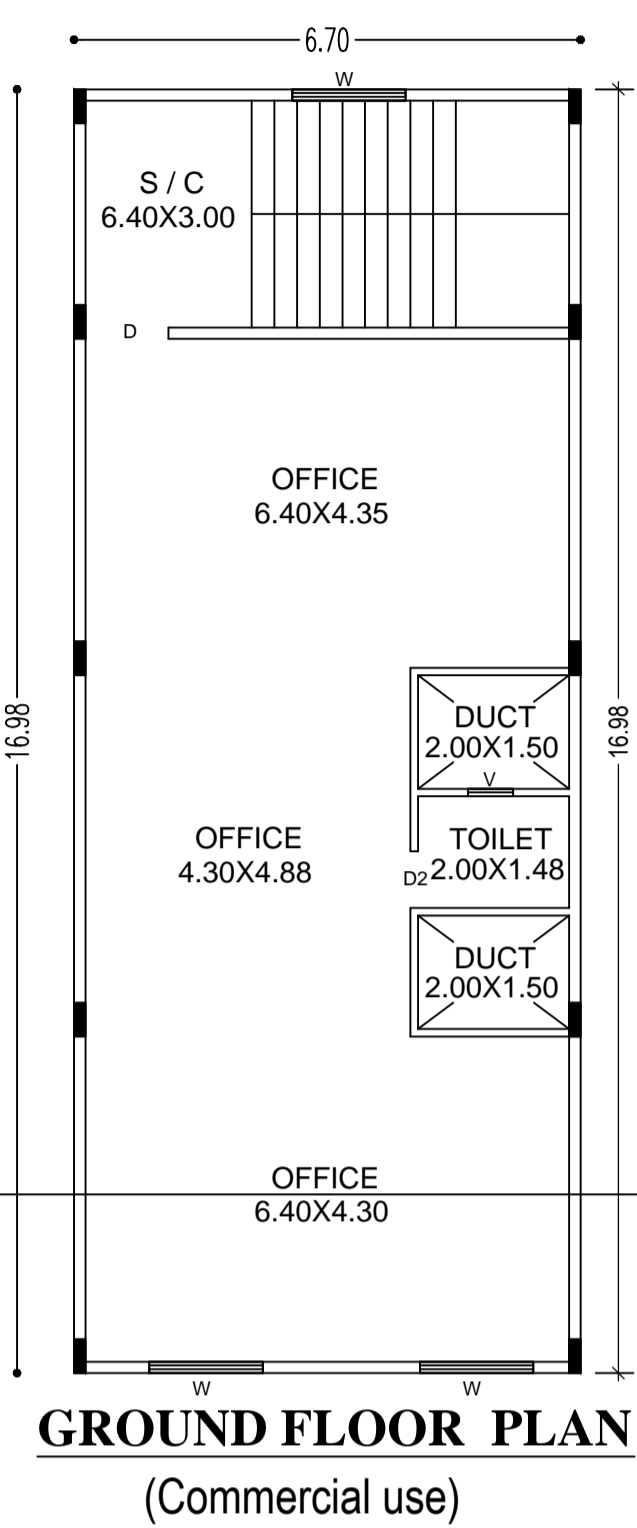 6.70
W
S / C
6.40X3.00
D
OFFICE
6.40X4.35
16.98
16.98
DUCT
2.00X1.50
V
OFFICE
4.30X4.88
TOILET
D2 2.00X1.48
DUCT
2.00X1.50
OFFICE
6.40X4.30
W
W
GROUND FLOOR PLAN
(Commercial use)